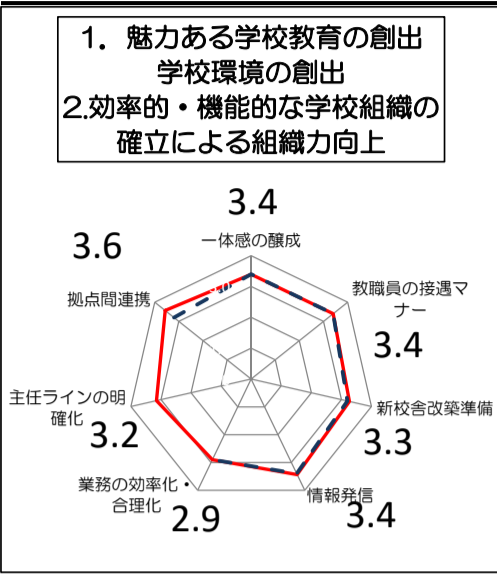 1．魅力ある学校教育の創出
学校環境の創出
2.効率的・機能的な学校組織の
確立による組織力向上
3.4
一体感の醸成
3.6
拠点間連携
教職員の接遇マ
ナー
3.4
主任ラインの明
確化
3.2
新校舎改築準備
3.3
業務の効率化・
合理化
2.9
情報発信
3.4